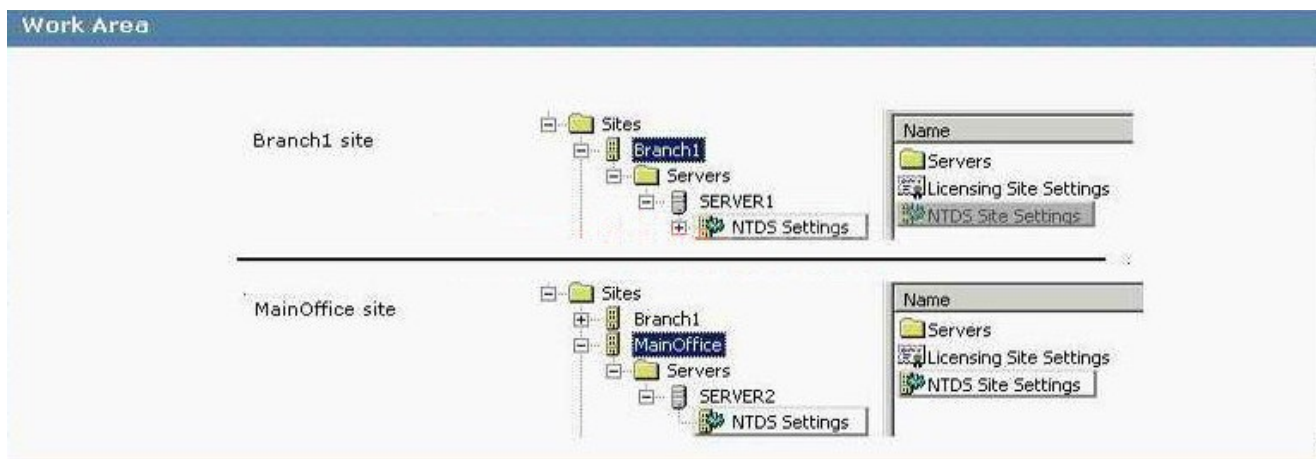 Work Area
Branch1 site
Sites
Branch1
Servers
SERVER1
NTDS Settings
Name
Servers
Licensing Site Settings
NTDS Site Settings
MainOffice site
Sites
Branch1
MainOffice
Servers
SERVER2
NTDS Settings
Name
Servers
Licensing Site Settings
NTDS Site Settings